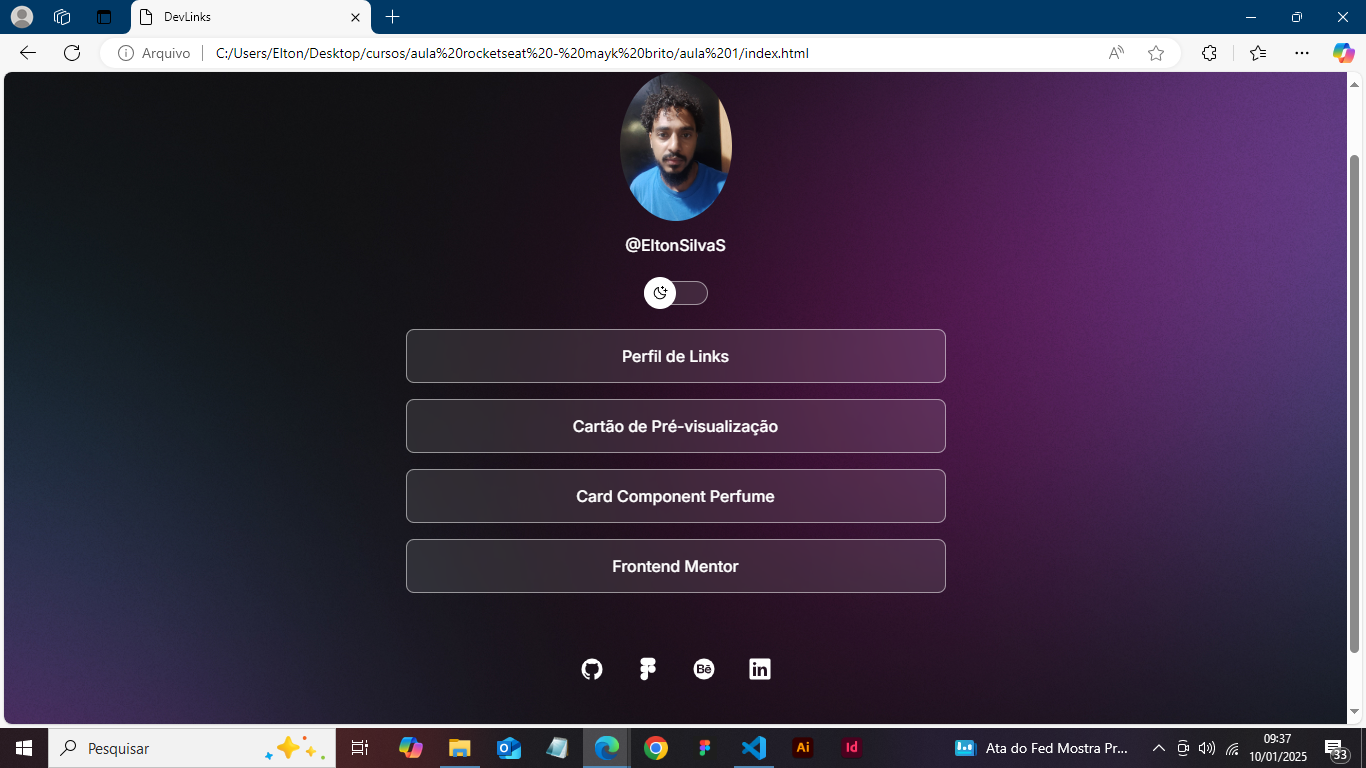 DevLinks
Arquivo
C:/Users/Elton/Desktop/cursos/aula%20rocketseat%20-%20mayk%20brito/aula%201/index.html
@EltonSilvaS
Perfil de Links
Cartão de Pré-visualização
Card Component Perfume
Frontend Mentor
Bē
in
Pesquisar
Ai
Id
Ata do Fed Mostra Pr...
09:37
10/01/2025
33